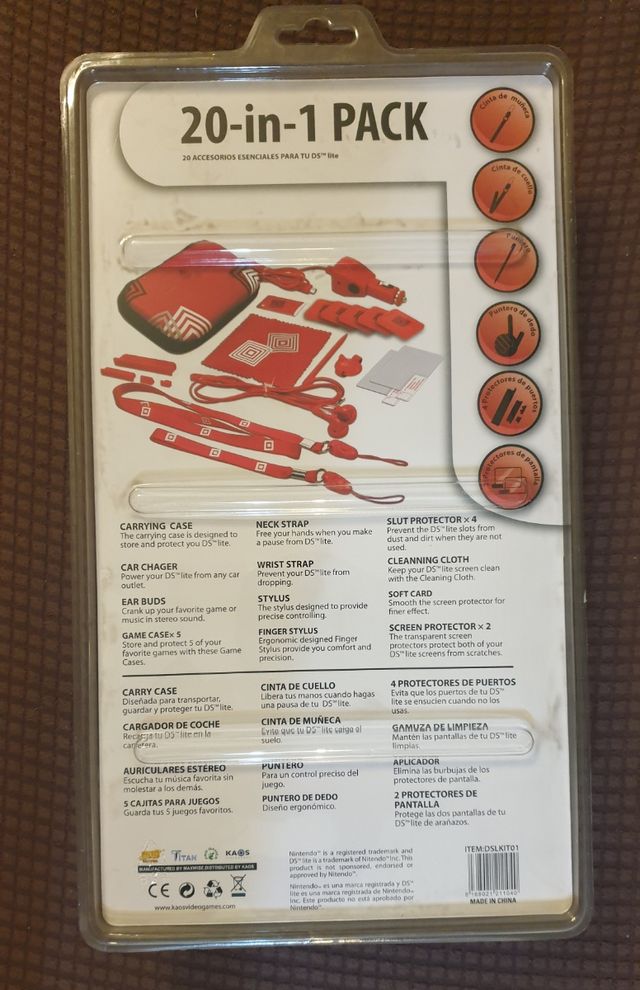 20-in-1 PACK
20 ACCESORIOS ESENCIALES PARA TU DS™ lite
Cinta de muñeca
Cinta de cuello
Puntero
Puntero de dedo
4 Protectores de puertos
Protectores de pantalla
CARRYING CASE
The carrying case is designed to
store and protect you DS™ lite.
CAR CHAGER
Power your DS™ lite from any car
outlet.
EAR BUDS
Crank up your favorite game or
music in stereo sound.
GAME CASE× 5
Store and protect 5 of your
favorite games with these Game
Cases.
NECK STRAP
Free your hands when you make
a pause from DS™ lite.
WRIST STRAP
Prevent your DS™ lite from
dropping.
STYLUS
The stylus designed to provide
precise controlling.
FINGER STYLUS
Ergonomic designed Finger
Stylus provide you comfort and
precision.
SLUT PROTECTOR × 4
Prevent the DS™ lite slots from
dust and dirt when they are not
used.
CLEANNING CLOTH
Keep your DS™ lite screen clean
with the Cleaning Cloth.
SOFT CARD
Smooth the screen protector for
finer effect.
SCREEN PROTECTOR × 2
The transparent screen
protectors protect both of your
DS™ lite screens from scratches.
CARRY CASE
Diseñada para transportar,
guardar y proteger tu DS™ lite.
CARGADOR DE COCHE
Recarga tu DS™ lite en la
carretera.
AURICULARES ESTÉREO
Escucha tu música favorita sin
molestar a los demás.
5 CAJITAS PARA JUEGOS
Guarda tus 5 juegos favoritos.
CINTA DE CUELLO
Libera tus manos cuando hagas
una pausa de tu DS™ lite.
CINTA DE MUÑECA
Evita que tu DS™ lite caiga al
suelo.
PUNTERO
Para un control preciso del
juego.
PUNTERO DE DEDO
Diseño ergonómico.
4 PROTECTORES DE PUERTOS
Evita que los puertos de tu DS™
lite se ensucien cuando no los
usas.
GAMUZA DE LIMPIEZA
Mantén las pantallas de tu DS™ lite
limpias.
APLICADOR
Elimina las burbujas de los
protectores de pantalla.
2 PROTECTORES DE
PANTALLA
Protege las dos pantallas de tu
DS™ lite de arañazos.
TITAN
KAOS
MANUFACTURED BY MAYWISE.DISTRIBUTED BY KAOS
CE
www.kaosvideogames.com
Nintendo™ is a registered trademark and
DS™ lite is a trademark of Nitendo™ Inc. This
product is not sponsored, endorsed or
approved by Nitendo™.
Nintendo™ es una marca registrada y DS™
lite es una marca registrada de Nintendo™
Inc. Este producto no está aprobado por
Nintendo™
ITEM:DSLKIT01
8 168021 211040
MADE IN CHINA